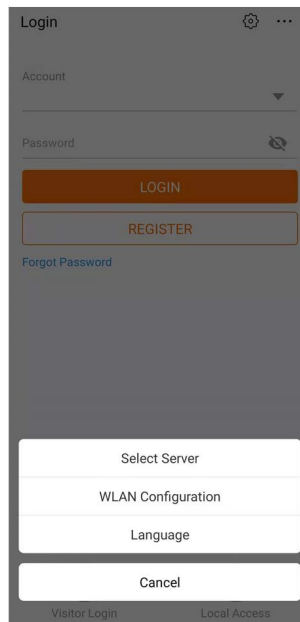 Login
Account
Password
LOGIN
REGISTER
Forgot Password
Select Server
WLAN Configuration
Language
Cancel
Visitor Login
Local Access